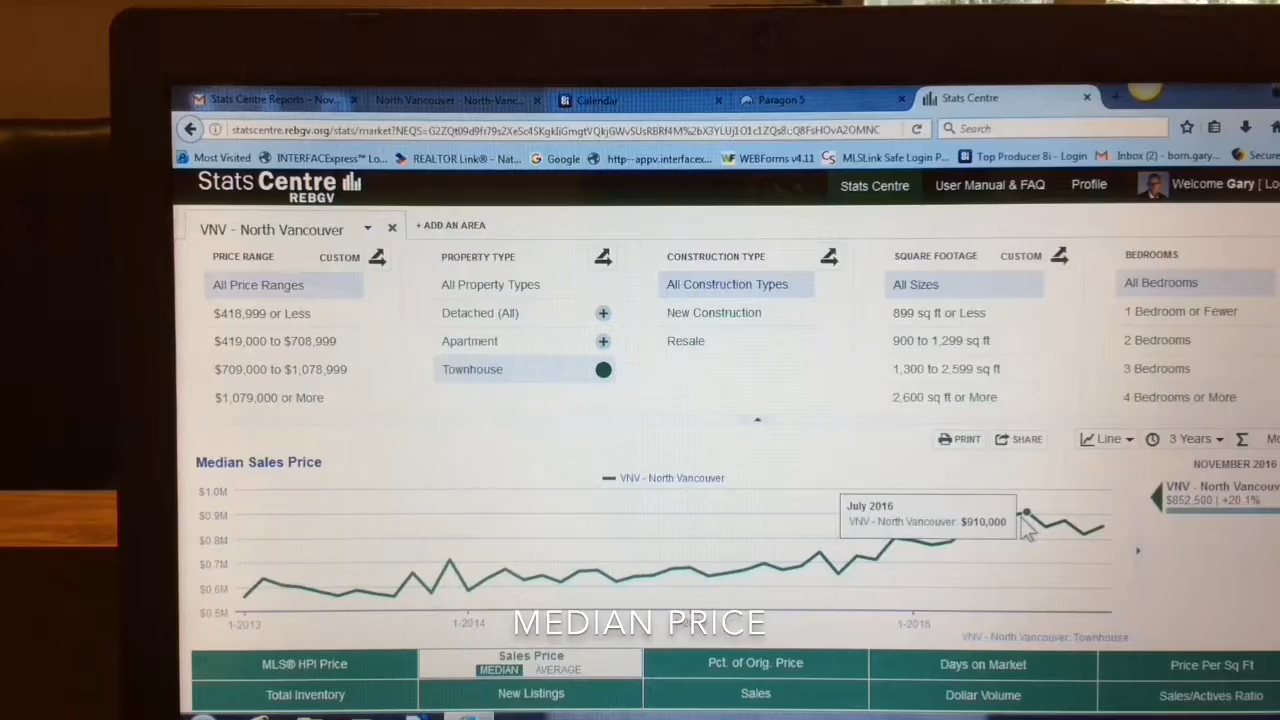 Stats Centre Reports - Nov...
North Vancouver - North-Vanc...
Calendar
Paragon 5
Stats Centre
Search
Most Visited
INTERFACExpress™ Lo...
REALTOR Link® - Nat...
Google
http--appv.interfacex...
WEBForms v4.11
MLSLink Safe Login P...
Top Producer 8i - Login
Inbox (2) - born.gary...
Secure
StatsCentre
REBGV
Stats Centre
User Manual & FAQ
Profile
Welcome Gary [ Lo
VNV - North Vancouver
+ ADD AN AREA
PRICE RANGE
CUSTOM
All Price Ranges
$418,999 or Less
$419,000 to $708,999
$709,000 to $1,078,999
$1,079,000 or More
PROPERTY TYPE
All Property Types
Detached (All)
Apartment
Townhouse
CONSTRUCTION TYPE
All Construction Types
New Construction
Resale
SQUARE FOOTAGE
CUSTOM
All Sizes
899 sq ft or Less
900 to 1,299 sq ft
1,300 to 2,599 sq ft
2,600 sq ft or More
BEDROOMS
All Bedrooms
1 Bedroom or Fewer
2 Bedrooms
3 Bedrooms
4 Bedrooms or More
PRINT
SHARE
Line
3 Years
Σ
Mo
Median Sales Price
VNV - North Vancouver
NOVEMBER 2016
VNV - North Vancouv
$852,500 | +20.1%
July 2016
VNV - North Vancouver: $910,000
$1.0M
$0.9M
$0.8M
$0.7M
$0.6M
$0.5M
1-2013
1-2014
1-2016
MEDIAN PRICE
VNV - North Vancouver: Townhouse
MLS® HPI Price
Sales Price
MEDIAN
AVERAGE
Pct. of Orig. Price
Days on Market
Price Per Sq Ft
Total Inventory
New Listings
Sales
Dollar Volume
Sales/Actives Ratio